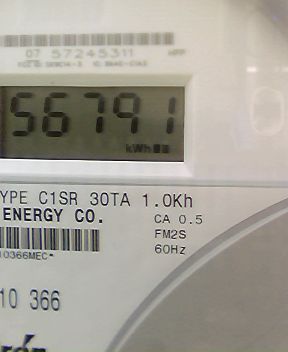 07 57245311
56791
kWh
YPE C1SR 30TA 1.0Kh
ENERGY CO.
CA 0.5
FM2S
60Hz
10366MEC*
10 366
rón